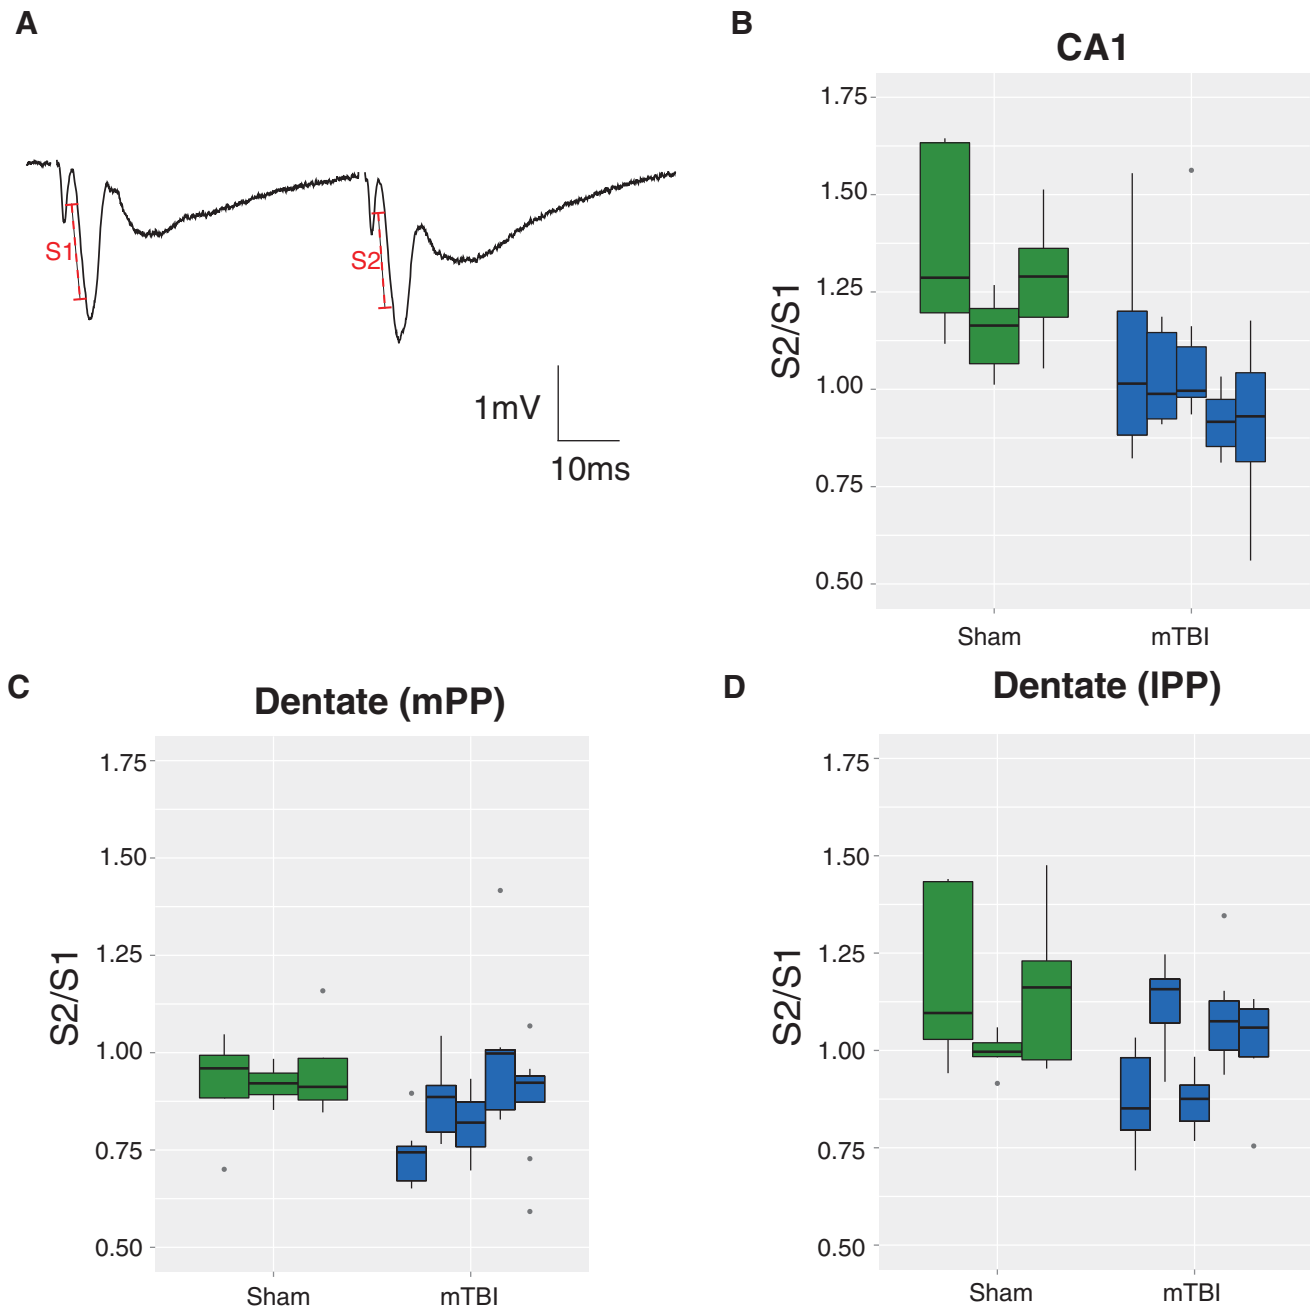 A
S1
S2
1mV
10ms
B
CA1
S2/S1
1.75
1.50
1.25
1.00
0.75
0.50
Sham mTBI
C
Dentate (mPP)
S2/S1
1.75
1.50
1.25
1.00
0.75
0.50
Sham mTBI
D
Dentate (lPP)
S2/S1
1.75
1.50
1.25
1.00
0.75
0.50
Sham mTBI